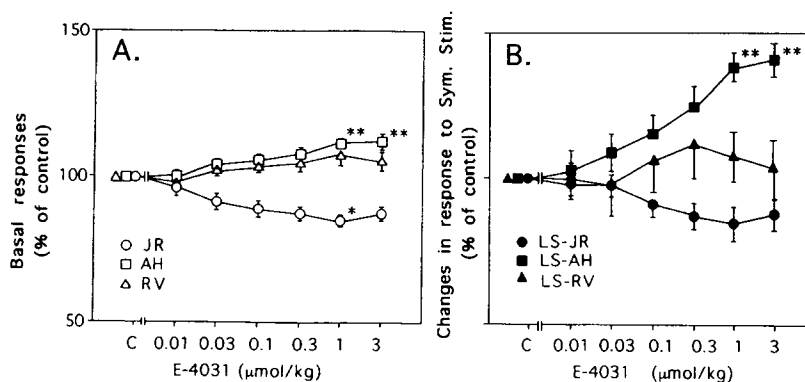 A.
Basal responses
(% of control)
150
100
50
**
**
*
JR
AH
RV
C 0.01 0.03 0.1 0.3 1 3
E-4031 (μmol/kg)
B.
Changes in response to Sym. Stim.
(% of control)
**
**
LS-JR
LS-AH
LS-RV
C 0.01 0.03 0.1 0.3 1 3
E-4031 (μmol/kg)